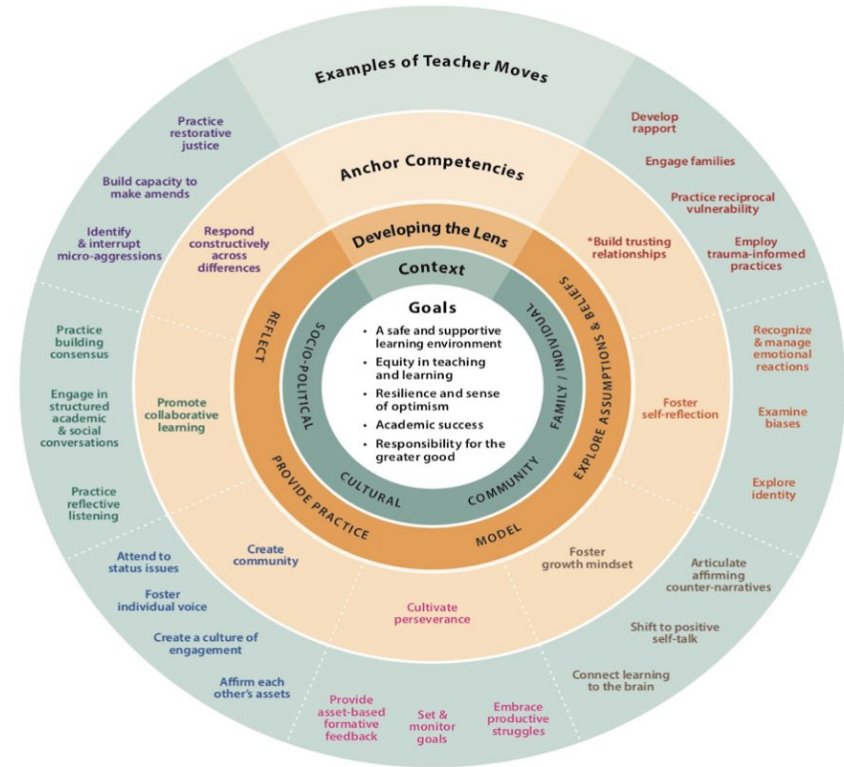 Examples of Teacher Moves
Anchor Competencies
Developing the Lens
Context
Goals
• A safe and supportive
learning environment
• Equity in teaching
and learning
• Resilience and sense
of optimism
• Academic success
• Responsibility for the
greater good
SOCIO-POLITICAL
CULTURAL
COMMUNITY
FAMILY / INDIVIDUAL
REFLECT
PROVIDE PRACTICE
MODEL
EXPLORE ASSUMPTIONS & BELIEFS
*Build trusting
relationships
Develop
rapport
Engage families
Practice reciprocal
vulnerability
Employ
trauma-informed
practices
Foster
self-reflection
Recognize
& manage
emotional
reactions
Examine
biases
Explore
identity
Foster
growth mindset
Articulate
affirming
counter-narratives
Shift to positive
self-talk
Connect learning
to the brain
Cultivate
perseverance
Provide
asset-based
formative
feedback
Set &
monitor
goals
Embrace
productive
struggles
Create
community
Attend to
status issues
Foster
individual voice
Create a culture of
engagement
Affirm each
other's assets
Promote
collaborative
learning
Practice
building
consensus
Engage in
structured
academic
& social
conversations
Practice
reflective
listening
Respond
constructively
across
differences
Practice
restorative
justice
Build capacity to
make amends
Identify
& interrupt
micro-aggressions